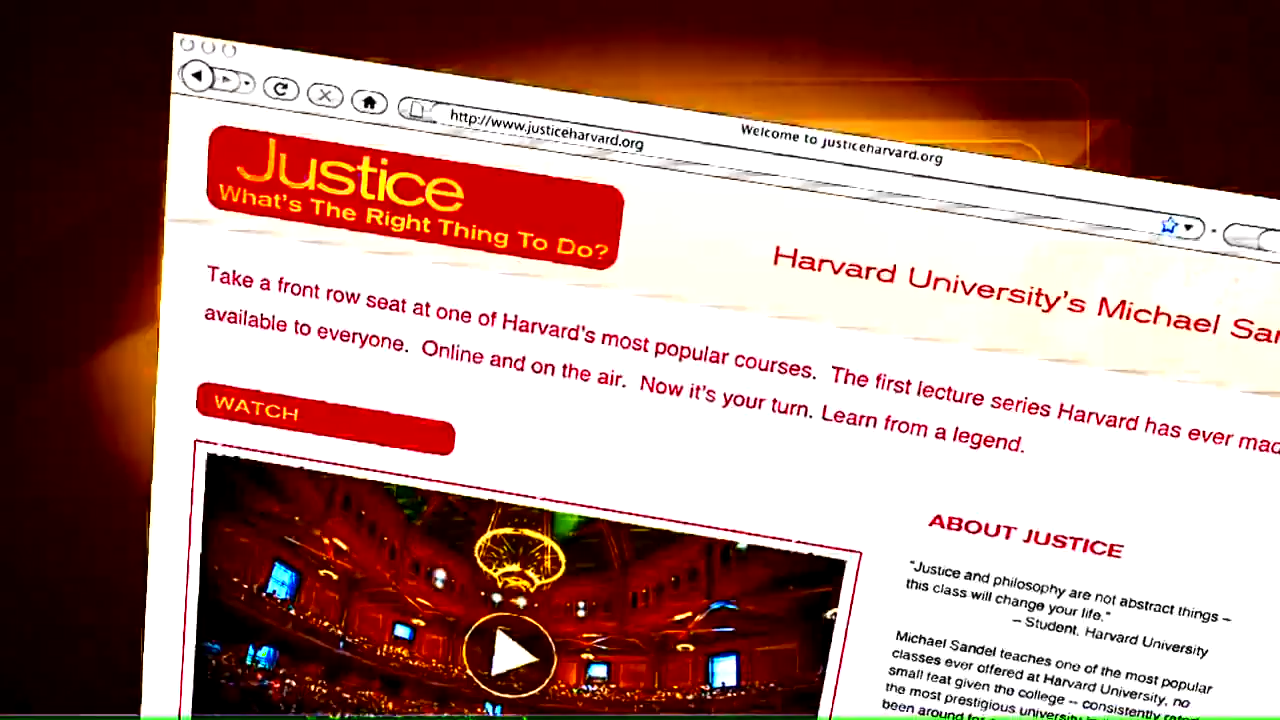 Welcome to justiceharvard.org
http://www.justiceharvard.org
Justice
What's The Right Thing To Do?
Harvard University's Michael
Take a front row seat at one of Harvard's most popular courses. The first lecture series Harvard has ever
available to everyone. Online and on the air. Now it's your turn. Learn from a legend.
WATCH
ABOUT JUSTICE
"Justice and philosophy are not abstract things –
this class will change your life."
– Student, Harvard University
Michael Sandel teaches one of the most popular
classes ever offered at Harvard University, no
small feat given the college -- consistently
the most prestigious university
been around